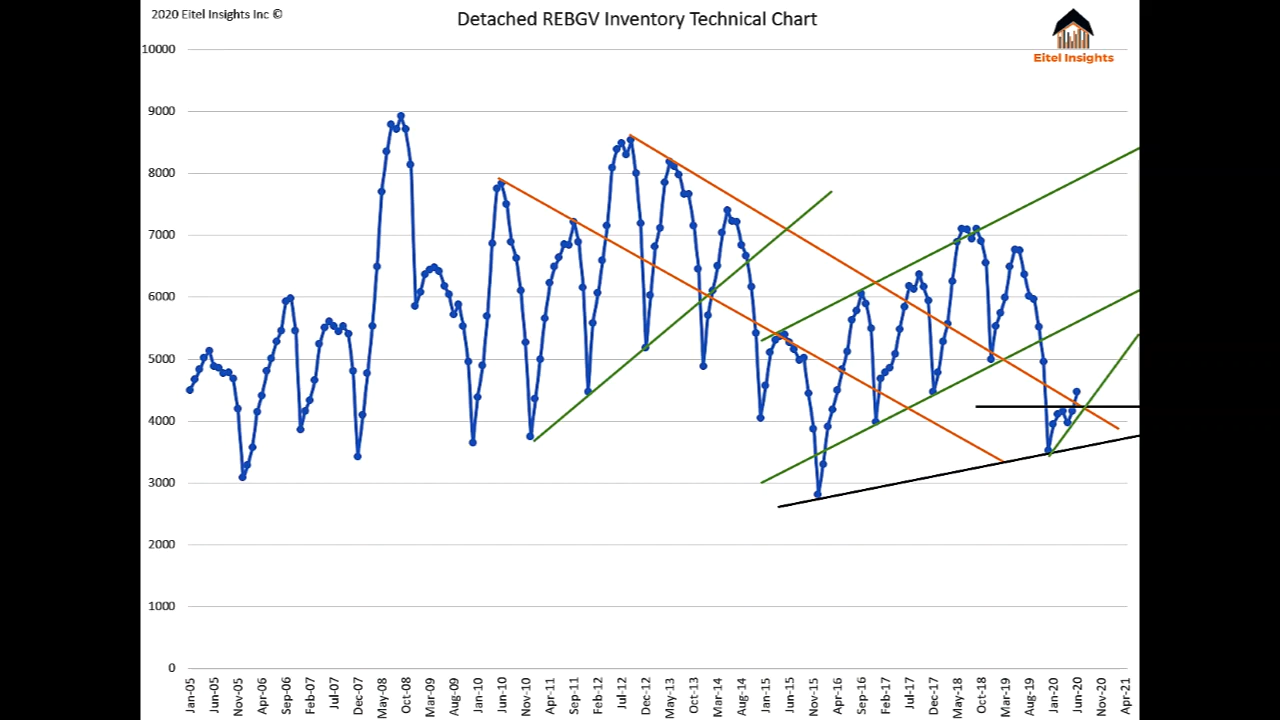 2020 Eitel Insights Inc ©
Detached REBGV Inventory Technical Chart
Eitel Insights
10000
9000
8000
7000
6000
5000
4000
3000
2000
1000
0
Jan-05
Jun-05
Nov-05
Apr-06
Sep-06
Feb-07
Jul-07
Dec-07
May-08
Oct-08
Mar-09
Aug-09
Jan-10
Jun-10
Nov-10
Apr-11
Sep-11
Feb-12
Jul-12
Dec-12
May-13
Oct-13
Mar-14
Aug-14
Jan-15
Jun-15
Nov-15
Apr-16
Sep-16
Feb-17
Jul-17
Dec-17
May-18
Oct-18
Mar-19
Aug-19
Jan-20
Jun-20
Nov-20
Apr-21